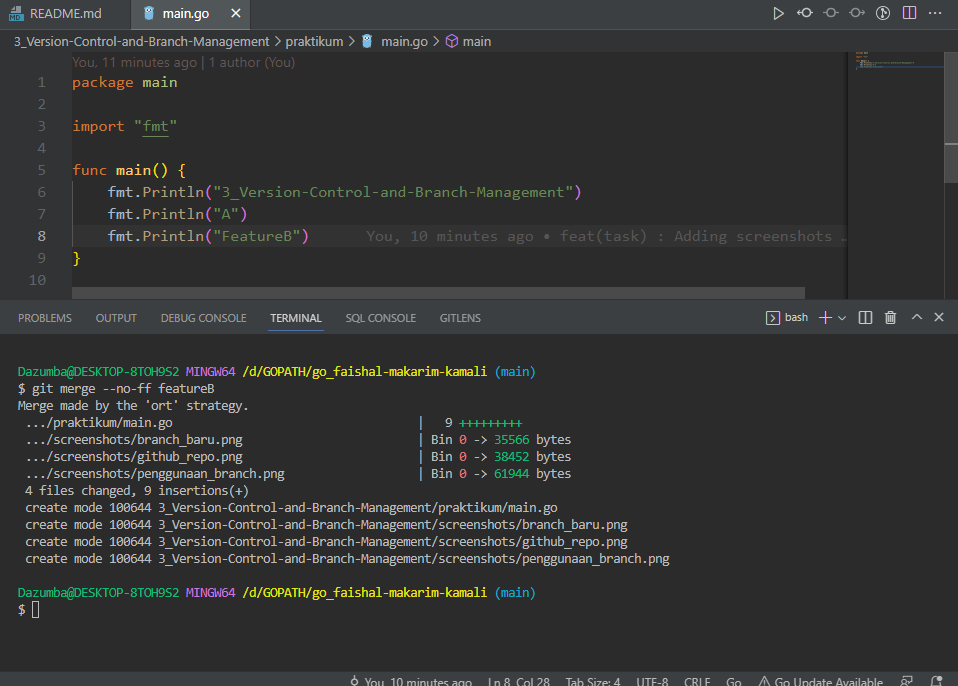 README.md main.go
3_Version-Control-and-Branch-Management > praktikum > main.go > main
You, 11 minutes ago | 1 author (You)
1 package main
2
3 import "fmt"
4
5 func main() {
6 fmt.Println("3_Version-Control-and-Branch-Management")
7 fmt.Println("A")
8 fmt.Println("FeatureB") You, 10 minutes ago • feat(task) : Adding screenshots …
9 }
10
PROBLEMS OUTPUT DEBUG CONSOLE TERMINAL SQL CONSOLE GITLENS bash
Dazumba@DESKTOP-8TOH9S2 MINGW64 /d/GOPATH/go_faishal-makarim-kamali (main)
$ git merge --no-ff featureB
Merge made by the 'ort' strategy.
.../praktikum/main.go | 9 +++++++++
.../screenshots/branch_baru.png | Bin 0 -> 35566 bytes
.../screenshots/github_repo.png | Bin 0 -> 38452 bytes
.../screenshots/penggunaan_branch.png | Bin 0 -> 61944 bytes
4 files changed, 9 insertions(+)
create mode 100644 3_Version-Control-and-Branch-Management/praktikum/main.go
create mode 100644 3_Version-Control-and-Branch-Management/screenshots/branch_baru.png
create mode 100644 3_Version-Control-and-Branch-Management/screenshots/github_repo.png
create mode 100644 3_Version-Control-and-Branch-Management/screenshots/penggunaan_branch.png
Dazumba@DESKTOP-8TOH9S2 MINGW64 /d/GOPATH/go_faishal-makarim-kamali (main)
$
You, 10 minutes ago Ln 8, Col 28 Tab Size: 4 UTF-8 CRLF Go Go Update Available